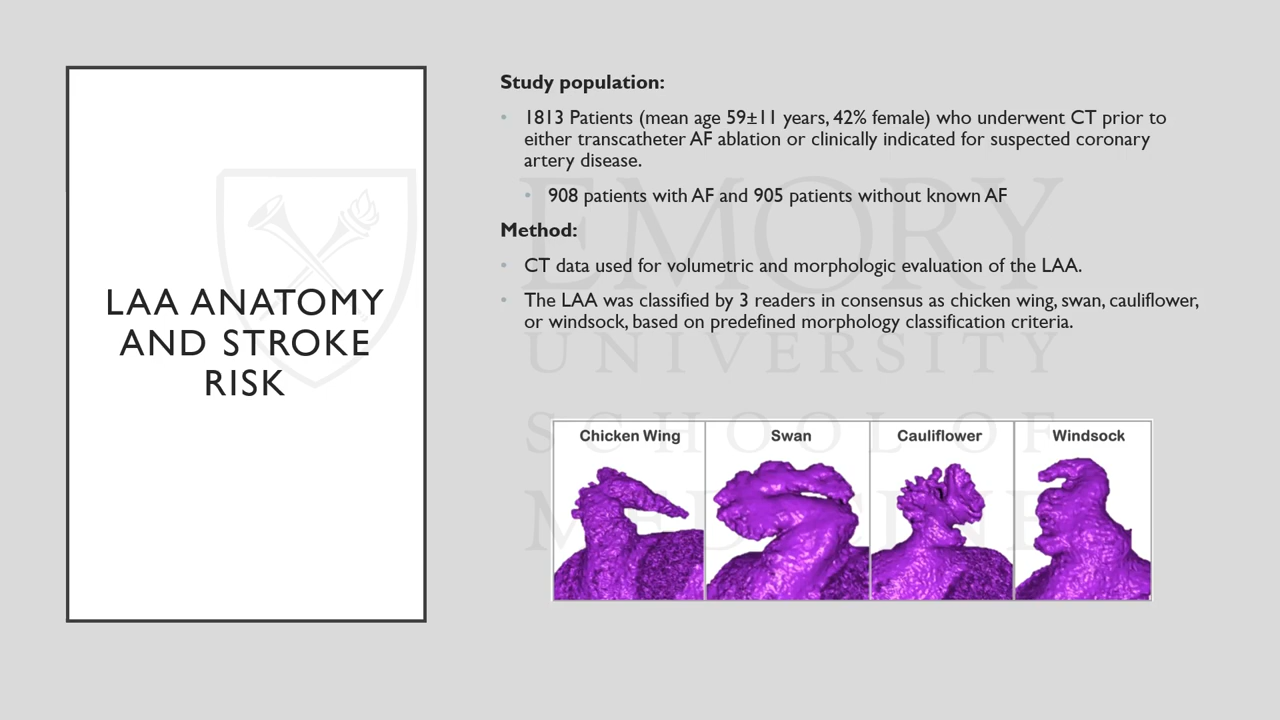 LAA ANATOMY
AND STROKE
RISK
Study population:
• 1813 Patients (mean age 59±11 years, 42% female) who underwent CT prior to
either transcatheter AF ablation or clinically indicated for suspected coronary
artery disease.
• 908 patients with AF and 905 patients without known AF
Method:
• CT data used for volumetric and morphologic evaluation of the LAA.
• The LAA was classified by 3 readers in consensus as chicken wing, swan, cauliflower,
or windsock, based on predefined morphology classification criteria.
Chicken Wing Swan Cauliflower Windsock
EMORY
UNIVERSITY
SCHOOL OF
MEDICINE